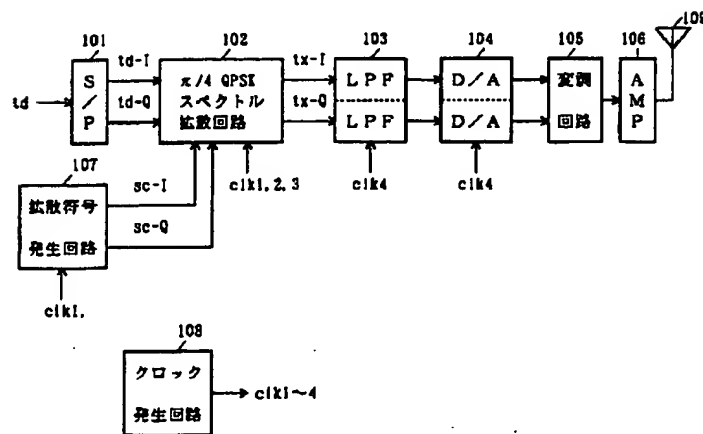 109
101
102
103
104
105
106
td
S
/
P
td-I
td-Q
π/4 QPSK
スペクトル
拡散回路
tx-I
tx-Q
LPF
LPF
D/A
D/A
変調
回路
A
M
P
107
拡散符号
発生回路
sc-I
sc-Q
clk1,2,3
clk4
clk4
clk1.
108
クロック
発生回路
clk1~4